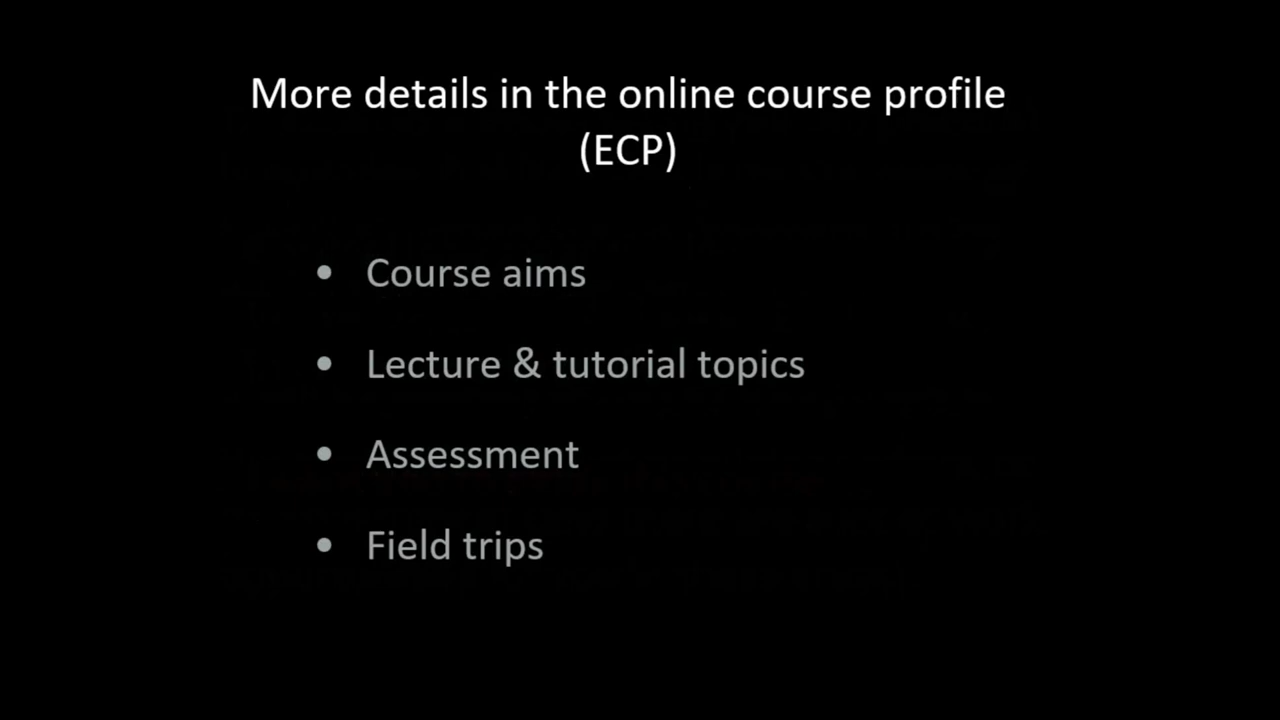 More details in the online course profile
(ECP)
• Course aims
• Lecture & tutorial topics
• Assessment
• Field trips